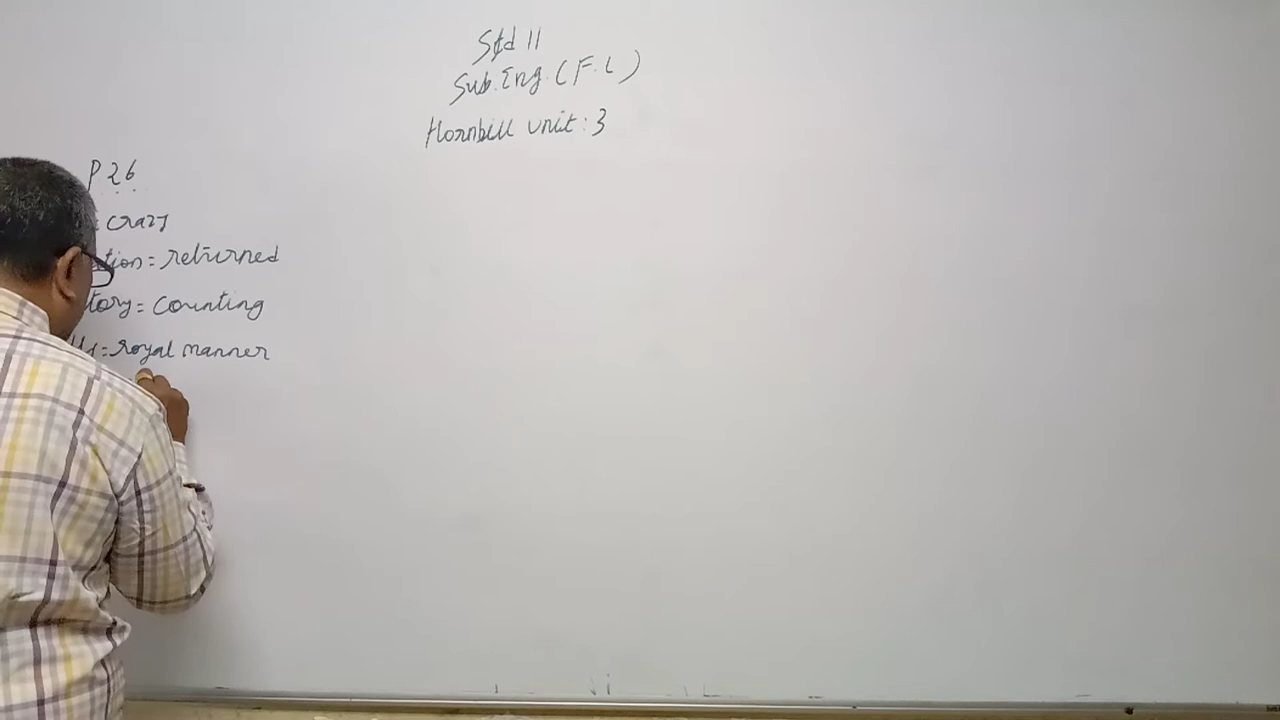 Std 11
Sub. Eng. (F.L)
Hornbill unit: 3
P 26
: crazy
tion = returned
tory = counting
= royal manner